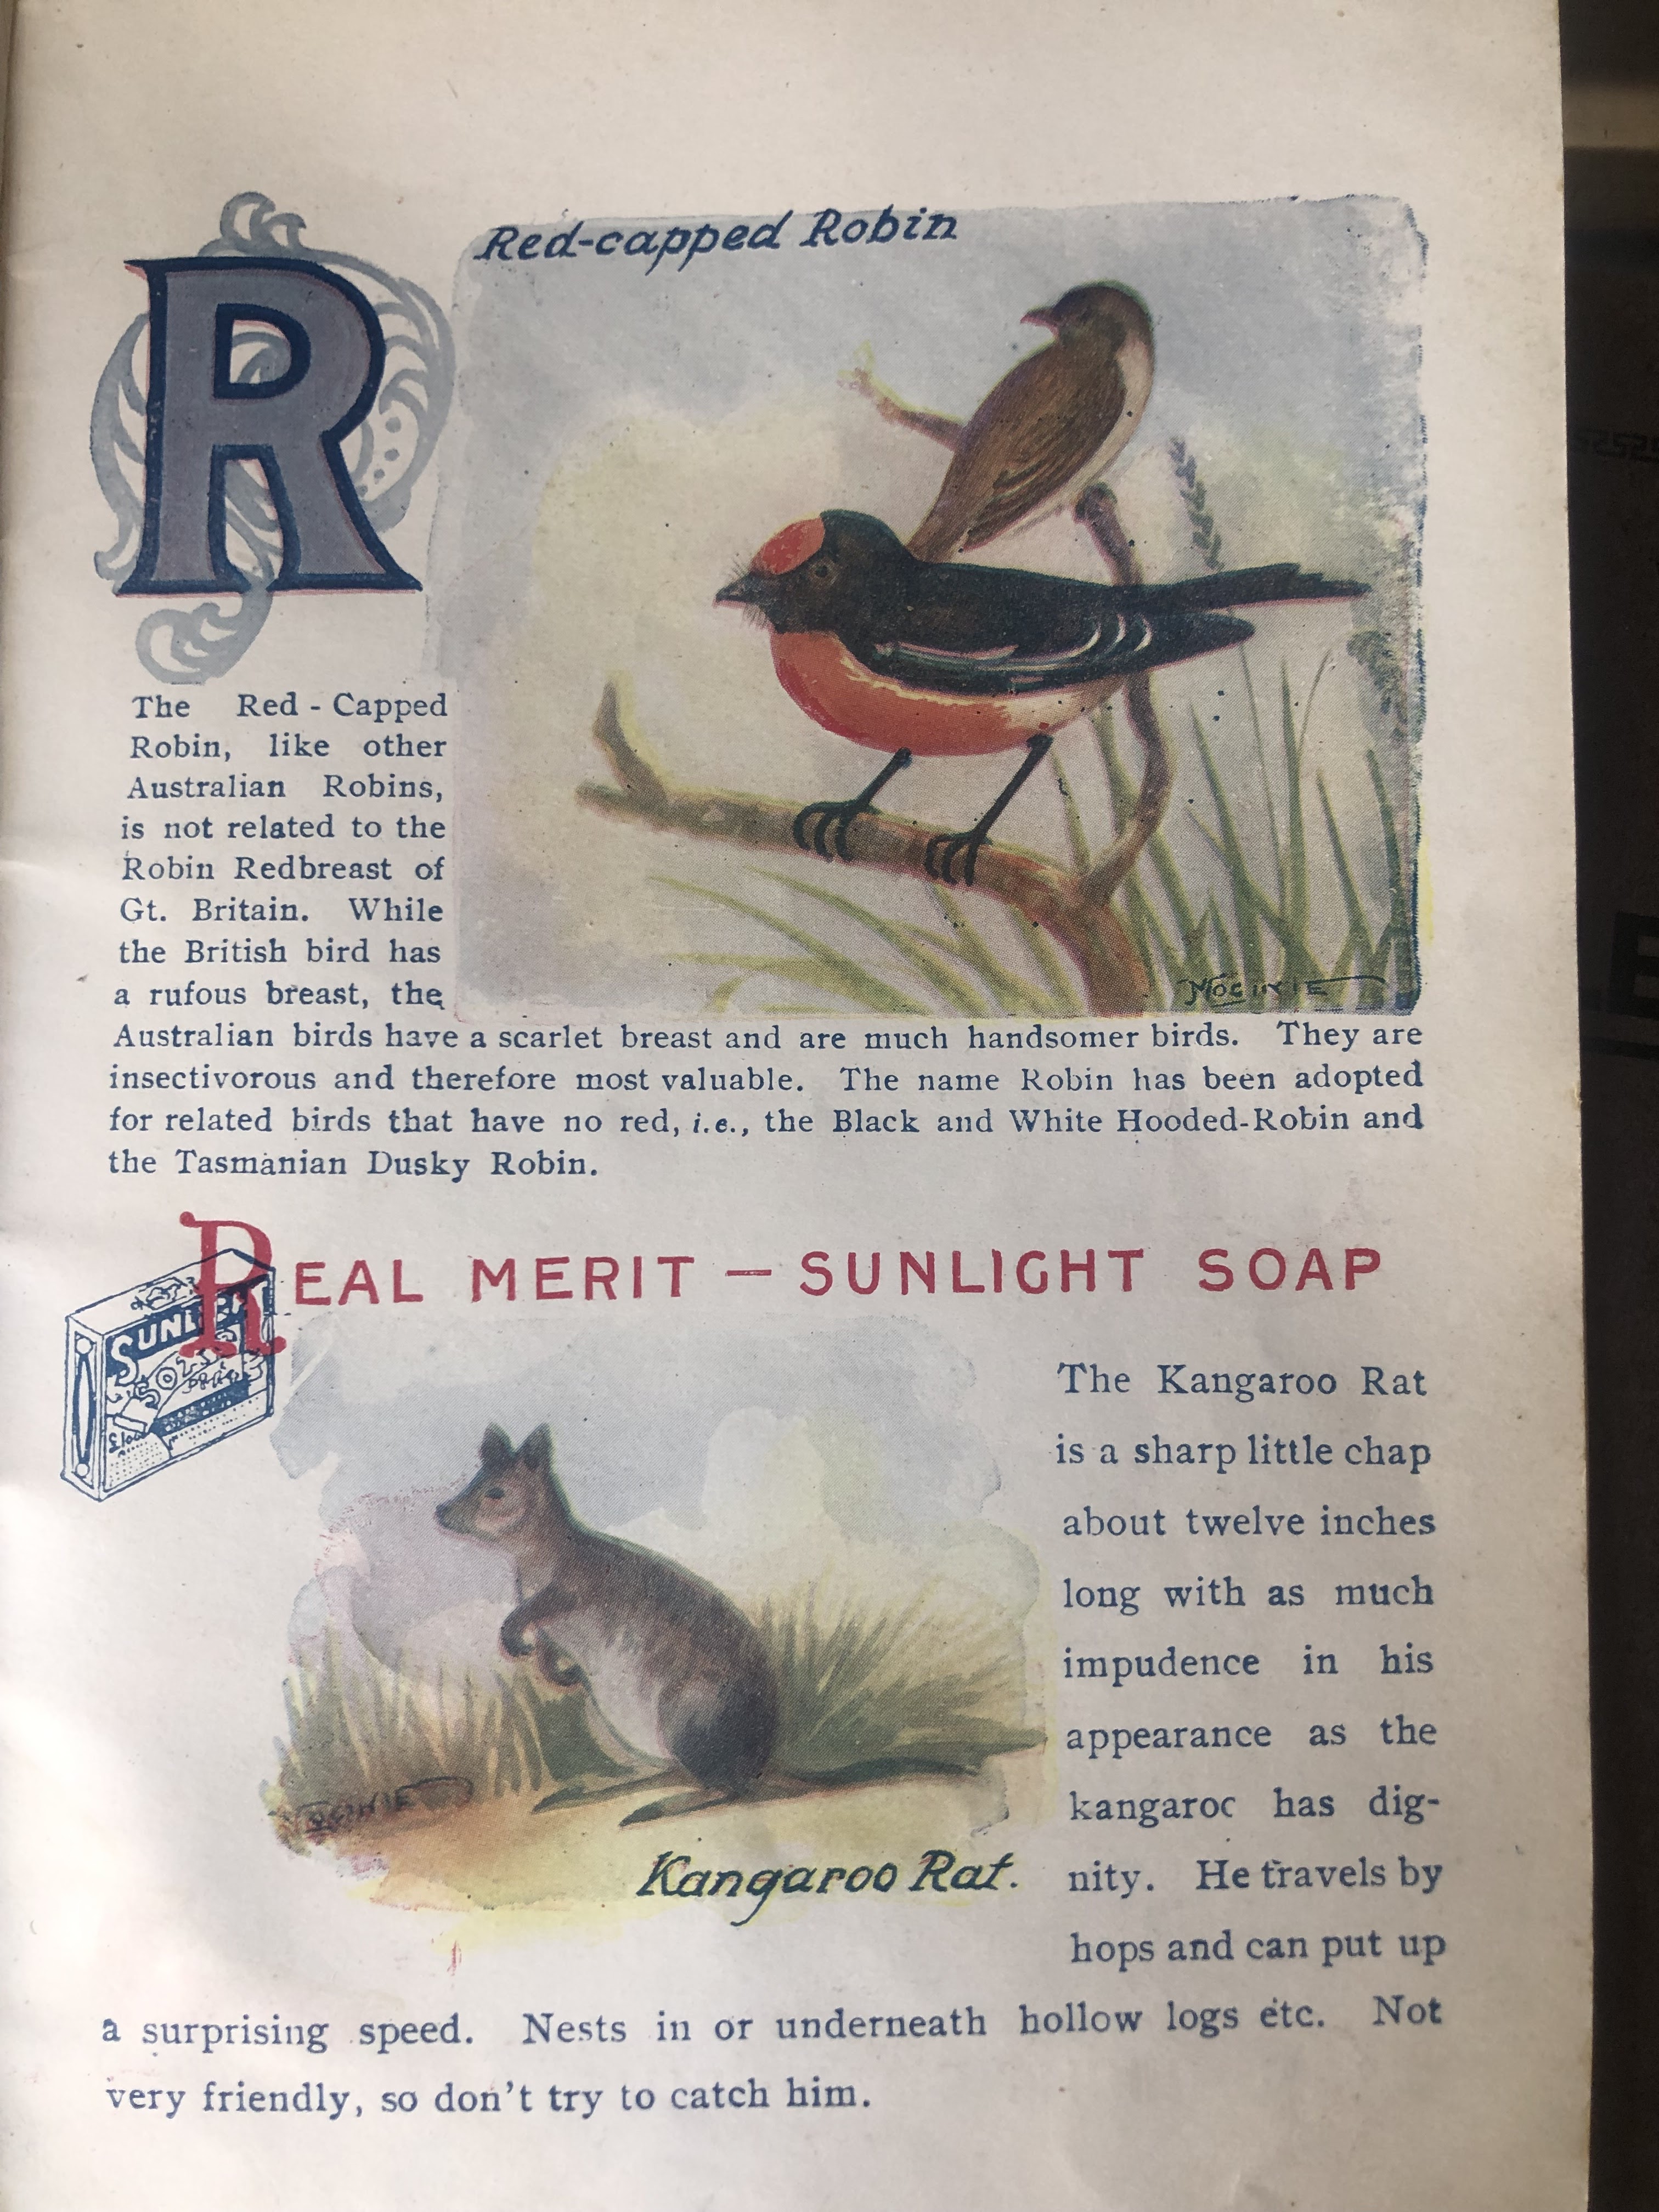 R
Red-capped Robin
The Red - Capped
Robin, like other
Australian Robins,
is not related to the
Robin Redbreast of
Gt. Britain. While
the British bird has
a rufous breast, the
Australian birds have a scarlet breast and are much handsomer birds. They are
insectivorous and therefore most valuable. The name Robin has been adopted
for related birds that have no red, i.e., the Black and White Hooded-Robin and
the Tasmanian Dusky Robin.
REAL MERIT — SUNLIGHT SOAP
The Kangaroo Rat
is a sharp little chap
about twelve inches
long with as much
impudence in his
appearance as the
kangaroo has dig-
nity. He travels by
hops and can put up
a surprising speed. Nests in or underneath hollow logs etc. Not
very friendly, so don't try to catch him.
Kangaroo Rat.